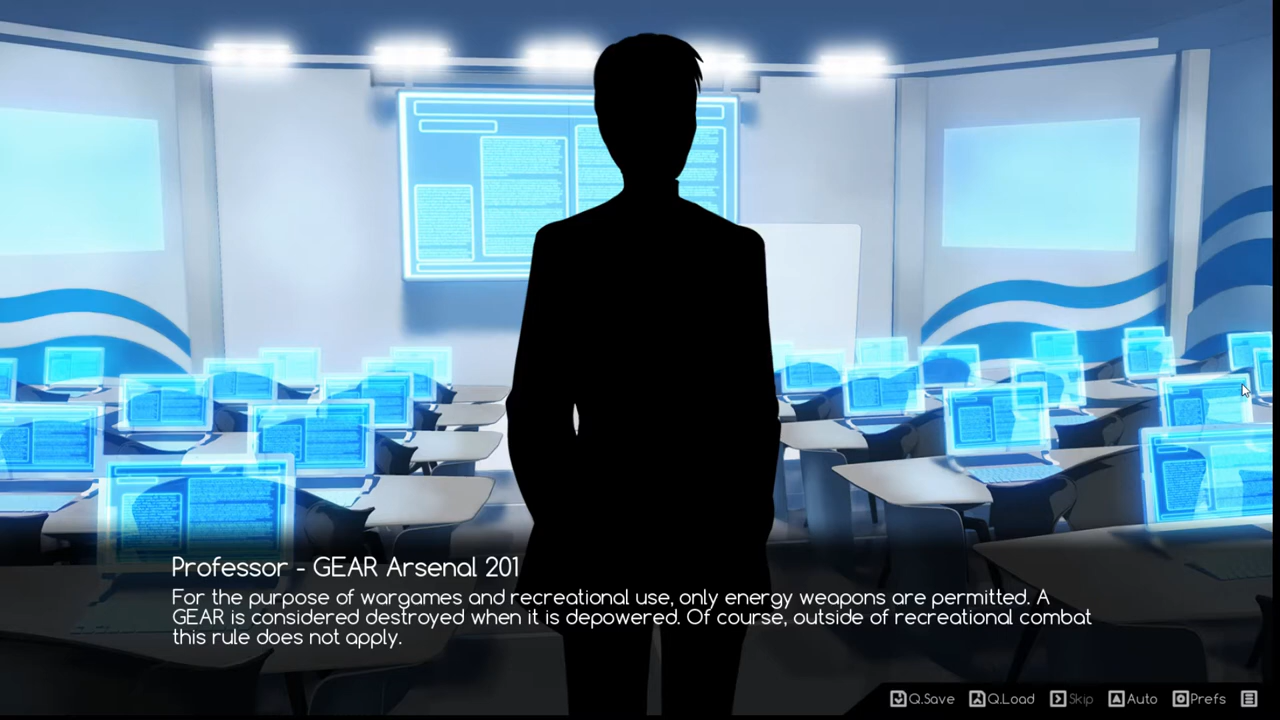 Professor - GEAR Arsenal 201
For the purpose of wargames and recreational use, only energy weapons are permitted. A
GEAR is considered destroyed when it is depowered. Of course, outside of recreational combat
this rule does not apply.
Q.Save Q.Load Skip Auto Prefs